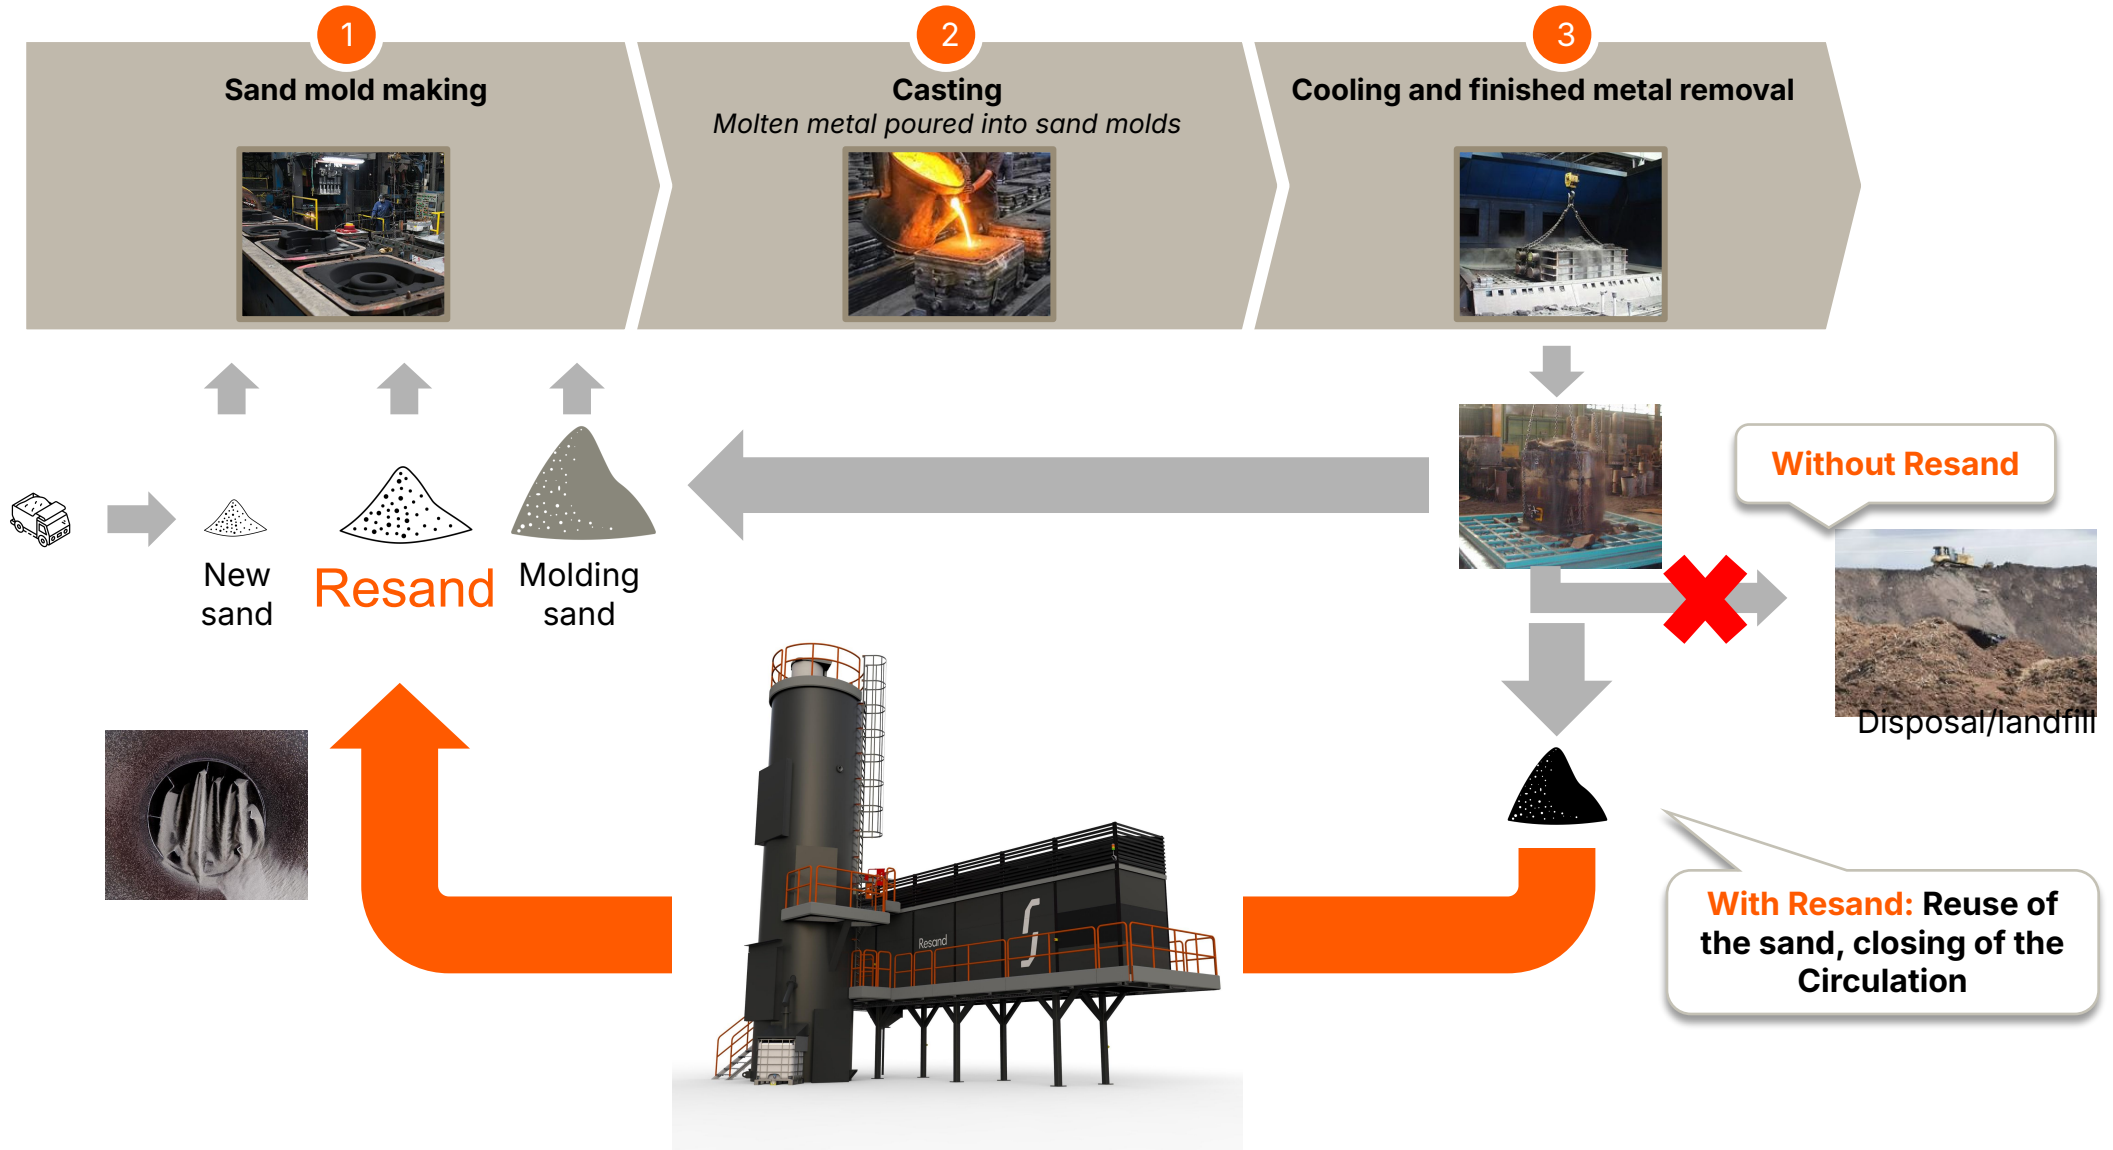 1
Sand mold making
2
Casting
Molten metal poured into sand molds
3
Cooling and finished metal removal
Without Resand
New
sand
Resand
Molding
sand
Disposal/landfill
Resand
With Resand: Reuse of
the sand, closing of the
Circulation